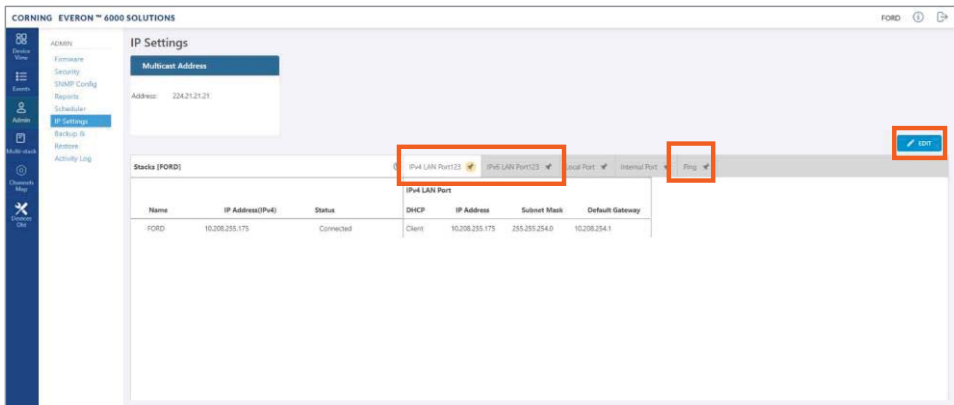 CORNING EVERON™ 6000 SOLUTIONS
FORD
Device View
Events
Admin
Multi-stack
Channels Map
Devices Old
ADMIN
Firmware
Security
SNMP Config
Reports
Scheduler
IP Settings
Backup &
Restore
Activity Log
IP Settings
Multicast Address
Address: 224.21.21.21
EDIT
Stacks [FORD]
IPv4 LAN Port123
IPv6 LAN Port123
Local Port
Internal Port
Ping
IPv4 LAN Port
Name IP Address(IPv4) Status DHCP IP Address Subnet Mask Default Gateway
FORD 10.208.255.175 Connected Client 10.208.255.175 255.255.254.0 10.208.254.1